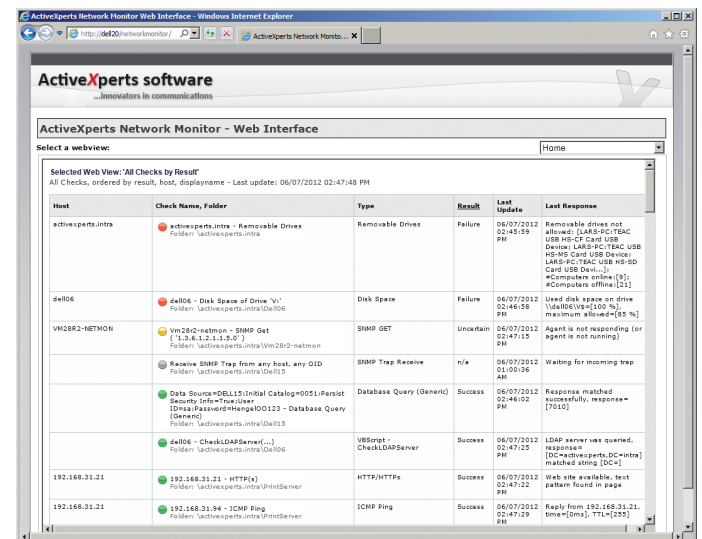 ActiveXperts Network Monitor Web Interface - Windows Internet Explorer
http://dell20/networkmonitor/
ActiveXperts Network Monito...
ActiveXperts software
...innovators in communications
ActiveXperts Network Monitor - Web Interface
Select a webview:
Home
Selected Web View: 'All Checks by Result'
All Checks, ordered by result, host, displayname - Last update: 06/07/2012 02:47:48 PM
Host
Check Name, Folder
Type
Result
Last
Update
Last Response
activexperts.intra
activexperts.intra - Removable Drives
Folder: \activexperts.intra
Removable Drives
Failure
06/07/2012
02:45:59
PM
Removable drives not
allowed: [LARS-PC:TEAC
USB HS-CF Card USB
Device; LARS-PC:TEAC USB
HS-MS Card USB Device;
LARS-PC:TEAC USB HS-SD
Card USB Devi...];
#Computers online:[9];
#Computers offline:[21]
dell06
dell06 - Disk Space of Drive 'V:'
Folder: \activexperts.intra\Dell06
Disk Space
Failure
06/07/2012
02:46:58
PM
Used disk space on drive
\\dell06\V$=[100 %],
maximum allowed=[85 %]
VM28R2-NETMON
Vm28r2-netmon - SNMP Get
( '1.3.6.1.2.1.1.5.0' )
Folder: \activexperts.intra\Vm28r2-netmon
SNMP GET
Uncertain
06/07/2012
02:47:15
PM
Agent is not responding (or
agent is not running)
Receive SNMP Trap from any host, any OID
Folder: \activexperts.intra\Dell15
SNMP Trap Receive
n/a
06/07/2012
01:00:36
AM
Waiting for incoming trap
Data Source=DELL15;Initial Catalog=0051;Persist
Security Info=True;User
ID=sa;Password=HengelOO123 - Database Query
(Generic)
Folder: \activexperts.intra\Dell15
Database Query (Generic)
Success
06/07/2012
02:46:02
PM
Response matched
successfully, response=
[7010]
dell06 - CheckLDAPServer(...)
Folder: \activexperts.intra\Dell06
VBScript -
CheckLDAPServer
Success
06/07/2012
02:47:25
PM
LDAP server was queried,
response=
[DC=activexperts,DC=intra]
matched string [DC=]
192.168.31.21
192.168.31.21 - HTTP(s)
Folder: \activexperts.intra\PrintServer
HTTP/HTTPs
Success
06/07/2012
02:47:22
PM
Web site available, text
pattern found in page
192.168.31.21
192.168.31.94 - ICMP Ping
Folder: \activexperts.intra\PrintServer
ICMP Ping
Success
06/07/2012
02:47:29
PM
Reply from 192.168.31.21,
time=[0ms], TTL=[255]